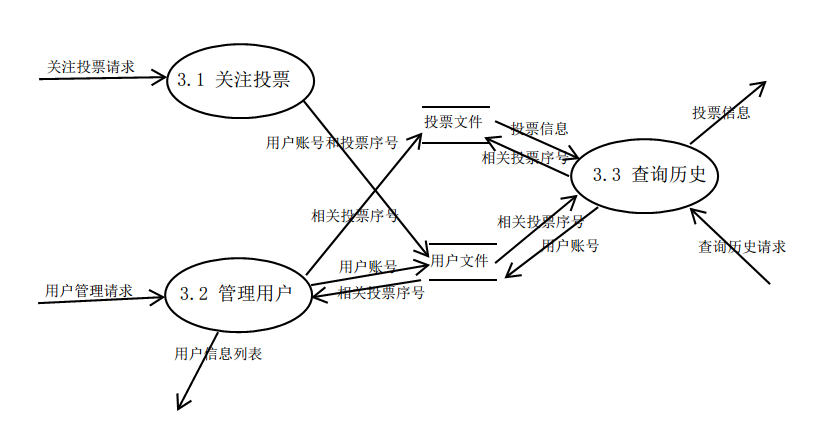 关注投票请求
3.1 关注投票
投票文件
投票信息
投票信息
用户账号和投票序号
相关投票序号
3.3 查询历史
相关投票序号
相关投票序号
用户账号
查询历史请求
用户文件
用户账号
相关投票序号
用户管理请求
3.2 管理用户
用户信息列表